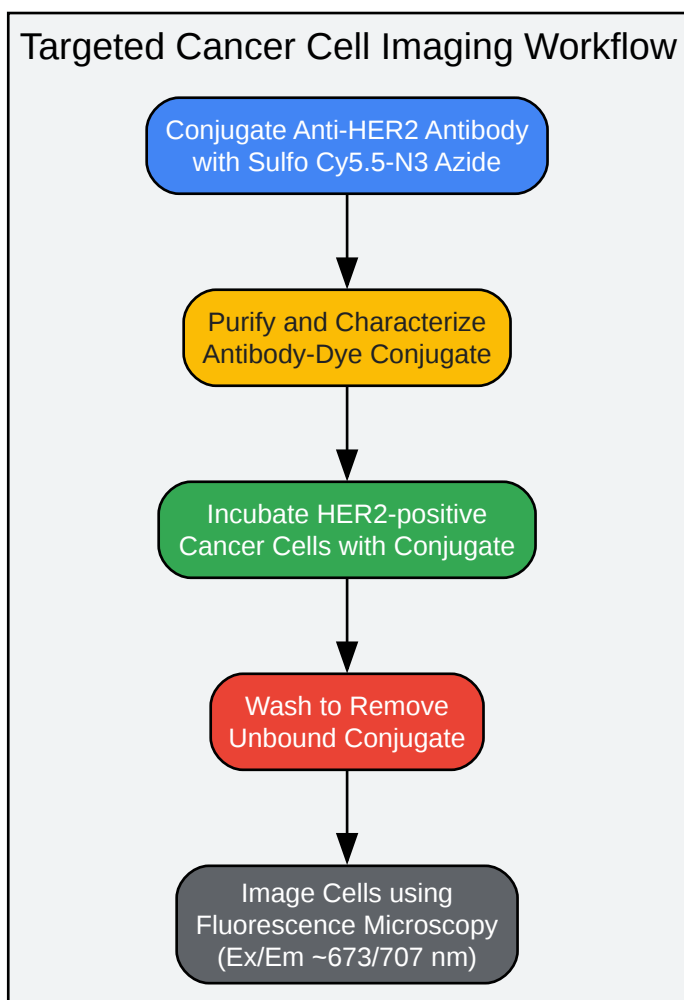 Targeted Cancer Cell Imaging Workflow
Conjugate Anti-HER2 Antibody
with Sulfo Cy5.5-N3 Azide
Purify and Characterize
Antibody-Dye Conjugate
Incubate HER2-positive
Cancer Cells with Conjugate
Wash to Remove
Unbound Conjugate
Image Cells using
Fluorescence Microscopy
(Ex/Em ~673/707 nm)